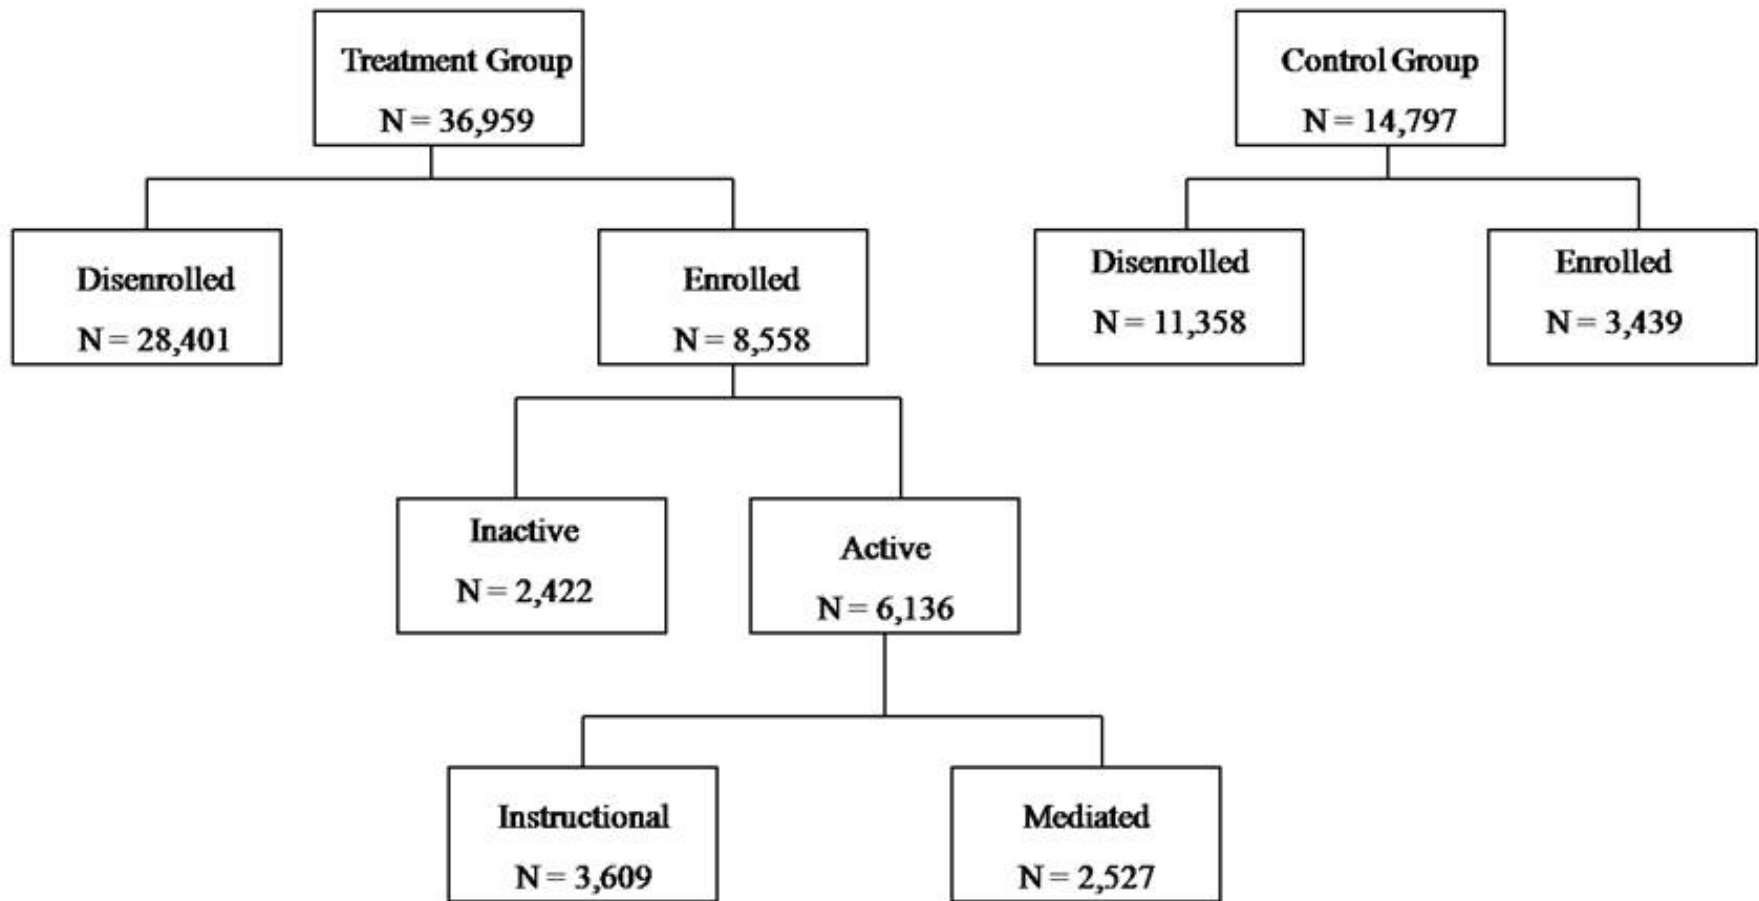 Treatment Group
N = 36,959
Control Group
N = 14,797
Disenrolled
N = 28,401
Enrolled
N = 8,558
Disenrolled
N = 11,358
Enrolled
N = 3,439
Inactive
N = 2,422
Active
N = 6,136
Instructional
N = 3,609
Mediated
N = 2,527